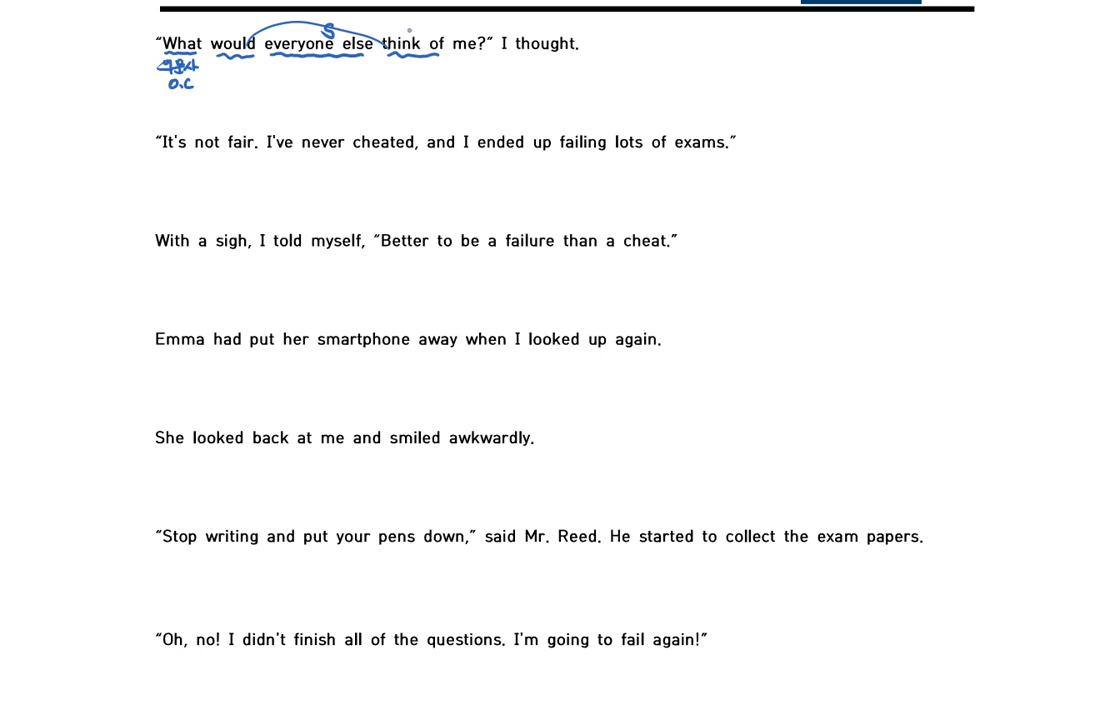 "What would everyone else think of me?" I thought.
S
O.C
"It's not fair. I've never cheated, and I ended up failing lots of exams."
With a sigh, I told myself, "Better to be a failure than a cheat."
Emma had put her smartphone away when I looked up again.
She looked back at me and smiled awkwardly.
"Stop writing and put your pens down," said Mr. Reed. He started to collect the exam papers.
"Oh, no! I didn't finish all of the questions. I'm going to fail again!"